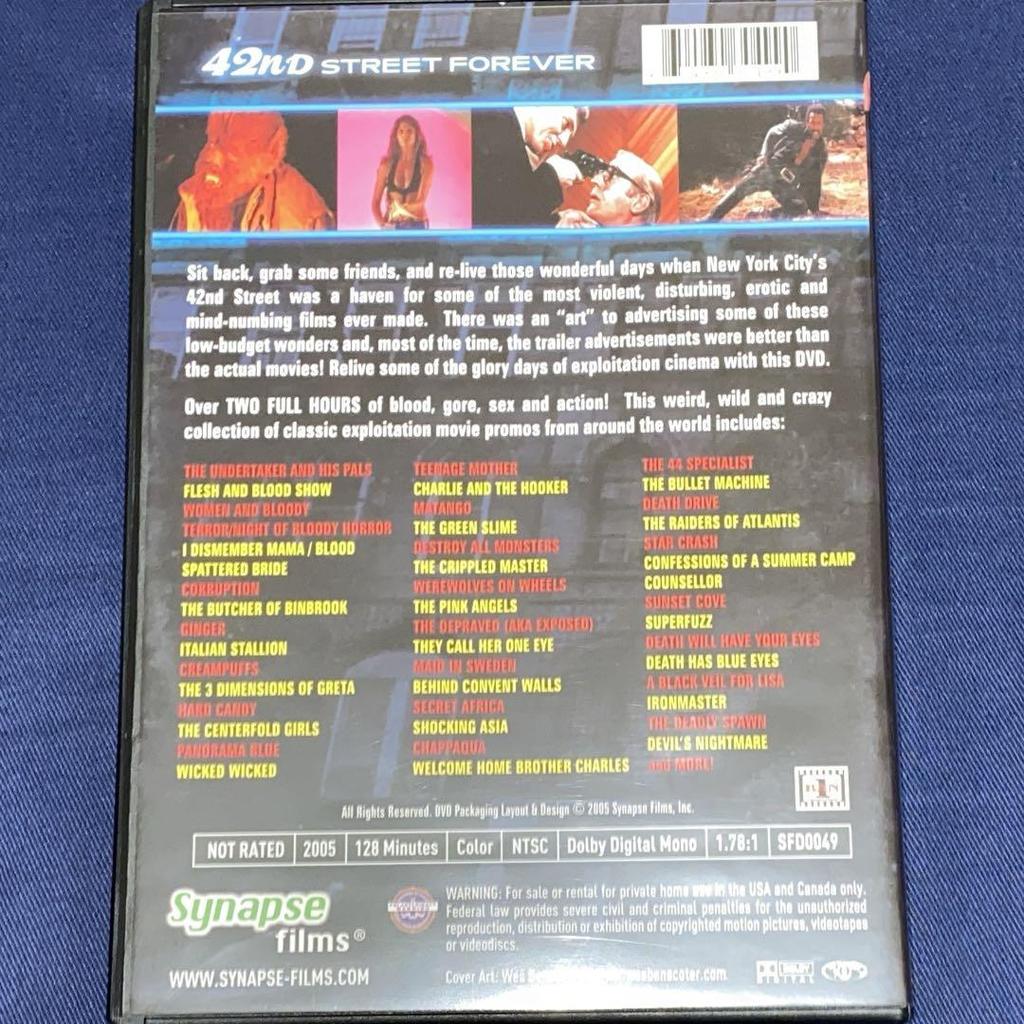 42ND STREET FOREVER
Sit back, grab some friends, and re-live those wonderful days when New York City's
42nd Street was a haven for some of the most violent, disturbing, erotic and
mind-numbing films ever made. There was an "art" to advertising some of these
low-budget wonders and, most of the time, the trailer advertisements were better than
the actual movies! Relive some of the glory days of exploitation cinema with this DVD.
Over TWO FULL HOURS of blood, gore, sex and action! This weird, wild and crazy
collection of classic exploitation movie promos from around the world includes:
THE UNDERTAKER AND HIS PALS
FLESH AND BLOOD SHOW
WOMEN AND BLOODY
TERROR/NIGHT OF BLOODY HORROR
I DISMEMBER MAMA / BLOOD
SPATTERED BRIDE
CORRUPTION
THE BUTCHER OF BINBROOK
GINGER
ITALIAN STALLION
CREAMPUFFS
THE 3 DIMENSIONS OF GRETA
HARD CANDY
THE CENTERFOLD GIRLS
PANORAMA BLUE
WICKED WICKED
TEENAGE MOTHER
CHARLIE AND THE HOOKER
MATANGO
THE GREEN SLIME
DESTROY ALL MONSTERS
THE CRIPPLED MASTER
WEREWOLVES ON WHEELS
THE PINK ANGELS
THE DEPRAVED (AKA EXPOSED)
THEY CALL HER ONE EYE
MAID IN SWEDEN
BEHIND CONVENT WALLS
SECRET AFRICA
SHOCKING ASIA
CHAPPAQUA
WELCOME HOME BROTHER CHARLES
THE 44 SPECIALIST
THE BULLET MACHINE
DEATH DRIVE
THE RAIDERS OF ATLANTIS
STAR CRASH
CONFESSIONS OF A SUMMER CAMP
COUNSELLOR
SUNSET COVE
SUPERFUZZ
DEATH WILL HAVE YOUR EYES
DEATH HAS BLUE EYES
A BLACK VEIL FOR LISA
IRONMASTER
THE DEADLY SPAWN
DEVIL'S NIGHTMARE
AND MORE!
All Rights Reserved. DVD Packaging Layout & Design © 2005 Synapse Films, Inc.
NOT RATED 2005 128 Minutes Color NTSC Dolby Digital Mono 1.78:1 SFD0049
Synapse
films®
WARNING: For sale or rental for private home use in the USA and Canada only.
Federal law provides severe civil and criminal penalties for the unauthorized
reproduction, distribution or exhibition of copyrighted motion pictures, videotapes
or videodiscs.
WWW.SYNAPSE-FILMS.COM
Cover Art: Wes
DOLBY
DIGITAL